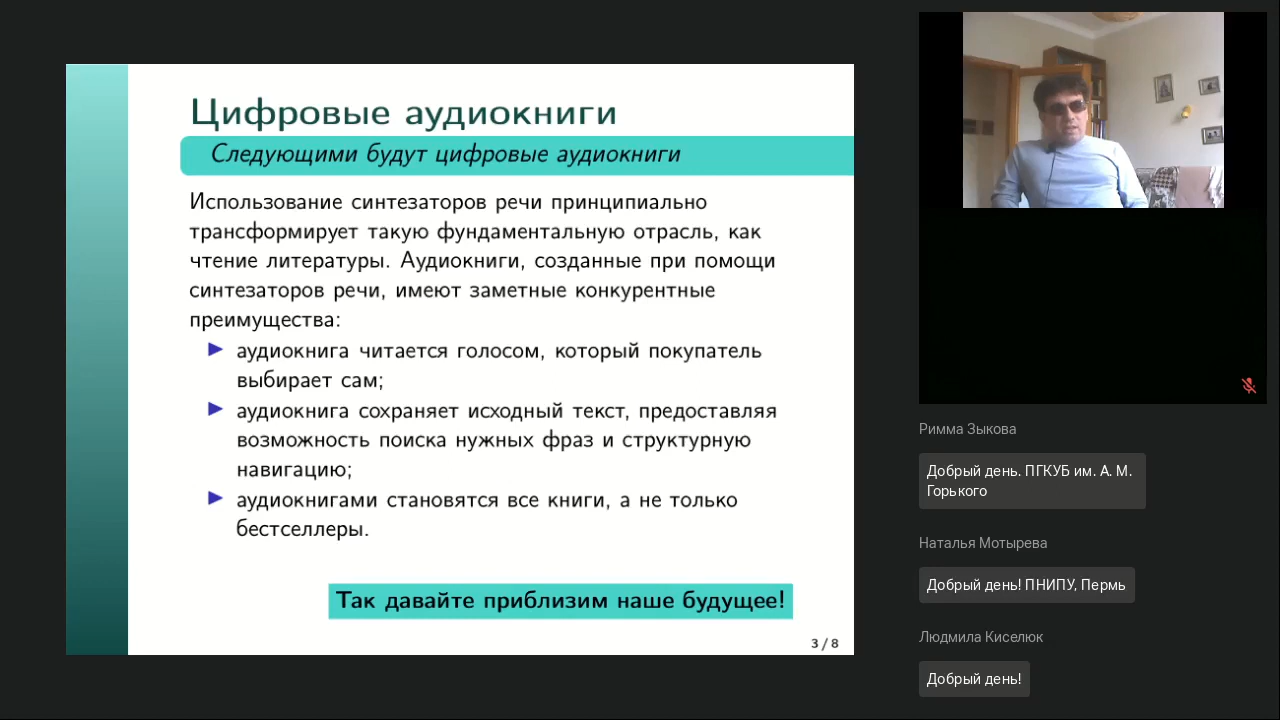 Цифровые аудиокниги
Следующими будут цифровые аудиокниги
Использование синтезаторов речи принципиально
трансформирует такую фундаментальную отрасль, как
чтение литературы. Аудиокниги, созданные при помощи
синтезаторов речи, имеют заметные конкурентные
преимущества:
аудиокнига читается голосом, который покупатель
выбирает сам;
аудиокнига сохраняет исходный текст, предоставляя
возможность поиска нужных фраз и структурную
навигацию;
аудиокнигами становятся все книги, а не только
бестселлеры.
Так давайте приблизим наше будущее!
3 / 8
Римма Зыкова
Добрый день. ПГКУБ им. А. М.
Горького
Наталья Мотырева
Добрый день! ПНИПУ, Пермь
Людмила Киселюк
Добрый день!